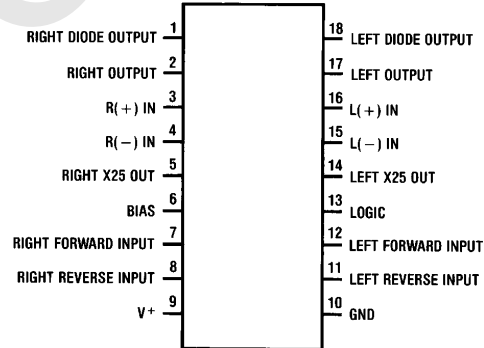 RIGHT DIODE OUTPUT 1
18 LEFT DIODE OUTPUT
RIGHT OUTPUT 2
17 LEFT OUTPUT
R(+) IN 3
16 L(+) IN
R(−) IN 4
15 L(−) IN
RIGHT X25 OUT 5
14 LEFT X25 OUT
BIAS 6
13 LOGIC
RIGHT FORWARD INPUT 7
12 LEFT FORWARD INPUT
RIGHT REVERSE INPUT 8
11 LEFT REVERSE INPUT
V+ 9
10 GND